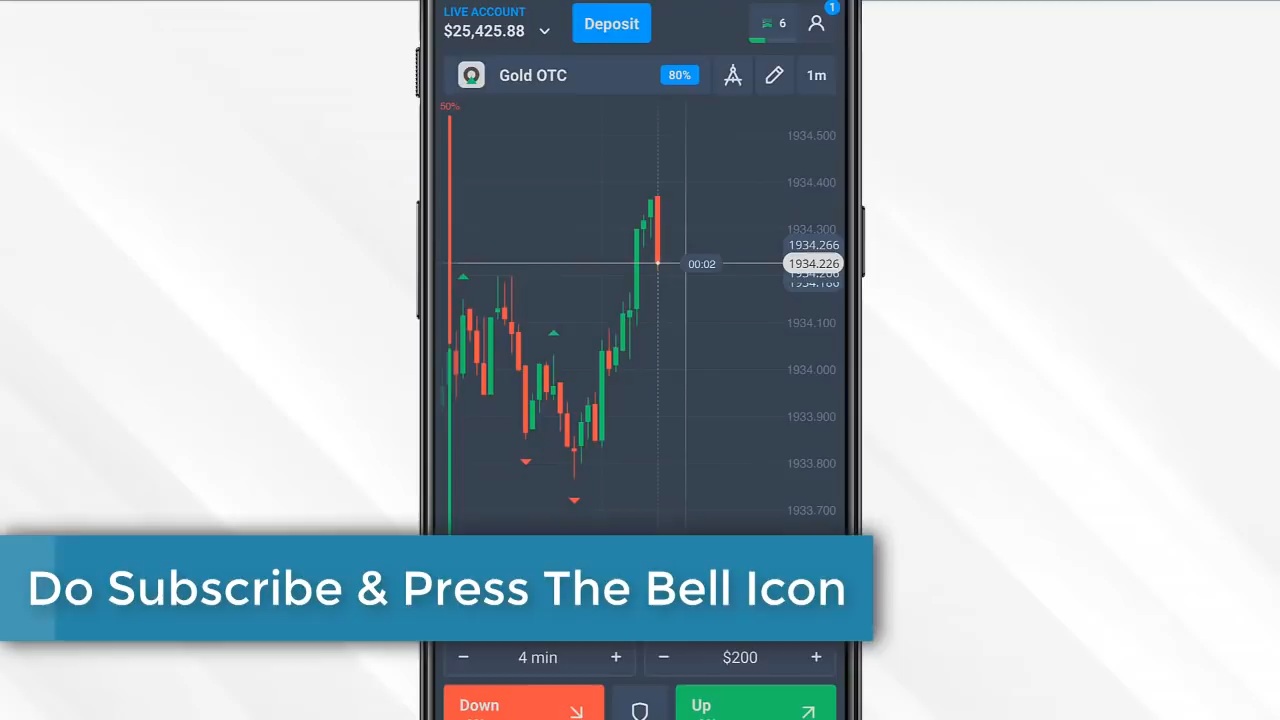 LIVE ACCOUNT
$25,425.88
Deposit
6
1
Gold OTC
80%
1m
50%
1934.500
1934.400
1934.300
1934.266
00:02
1934.226
1934.186
1934.100
1934.000
1933.900
1933.800
1933.700
Do Subscribe & Press The Bell Icon
- 4 min +
- $200 +
Down
Up